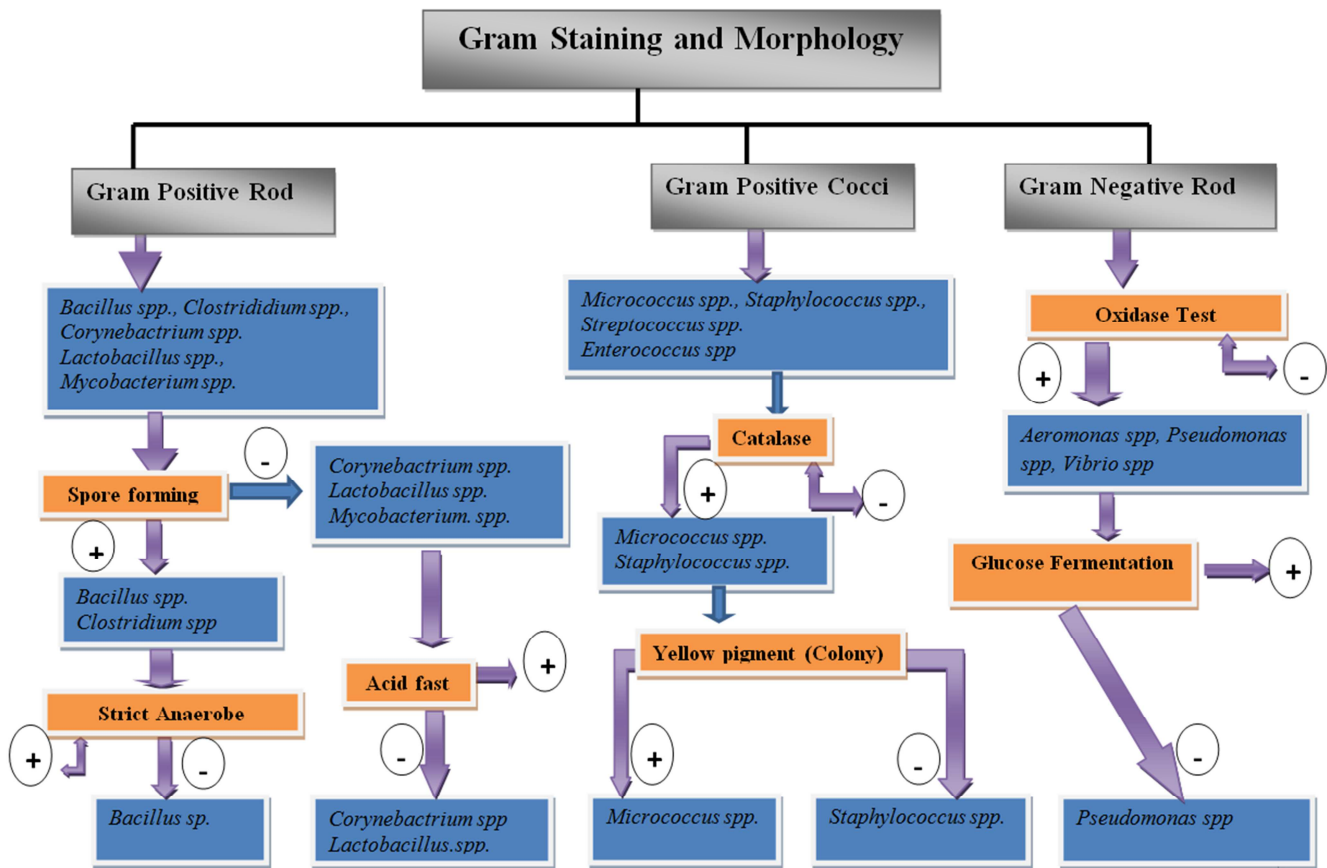 Gram Staining and Morphology
Gram Positive Rod
Gram Positive Cocci
Gram Negative Rod
Bacillus spp., Clostrididium spp.,
Corynebactrium spp.
Lactobacillus spp.,
Mycobacterium spp.
Micrococcus spp., Staphylococcus spp.,
Streptococcus spp.
Enterococcus spp
Oxidase Test
+
-
Aeromonas spp, Pseudomonas
spp, Vibrio spp
Catalase
+
-
Spore forming
-
+
Corynebactrium spp.
Lactobacillus spp.
Mycobacterium. spp.
Micrococcus spp.
Staphylococcus spp.
Glucose Fermentation
+
-
Bacillus spp.
Clostridium spp
Yellow pigment (Colony)
+
-
Acid fast
+
-
Strict Anaerobe
+
-
Bacillus sp.
Corynebactrium spp
Lactobacillus.spp.
Micrococcus spp.
Staphylococcus spp.
Pseudomonas spp